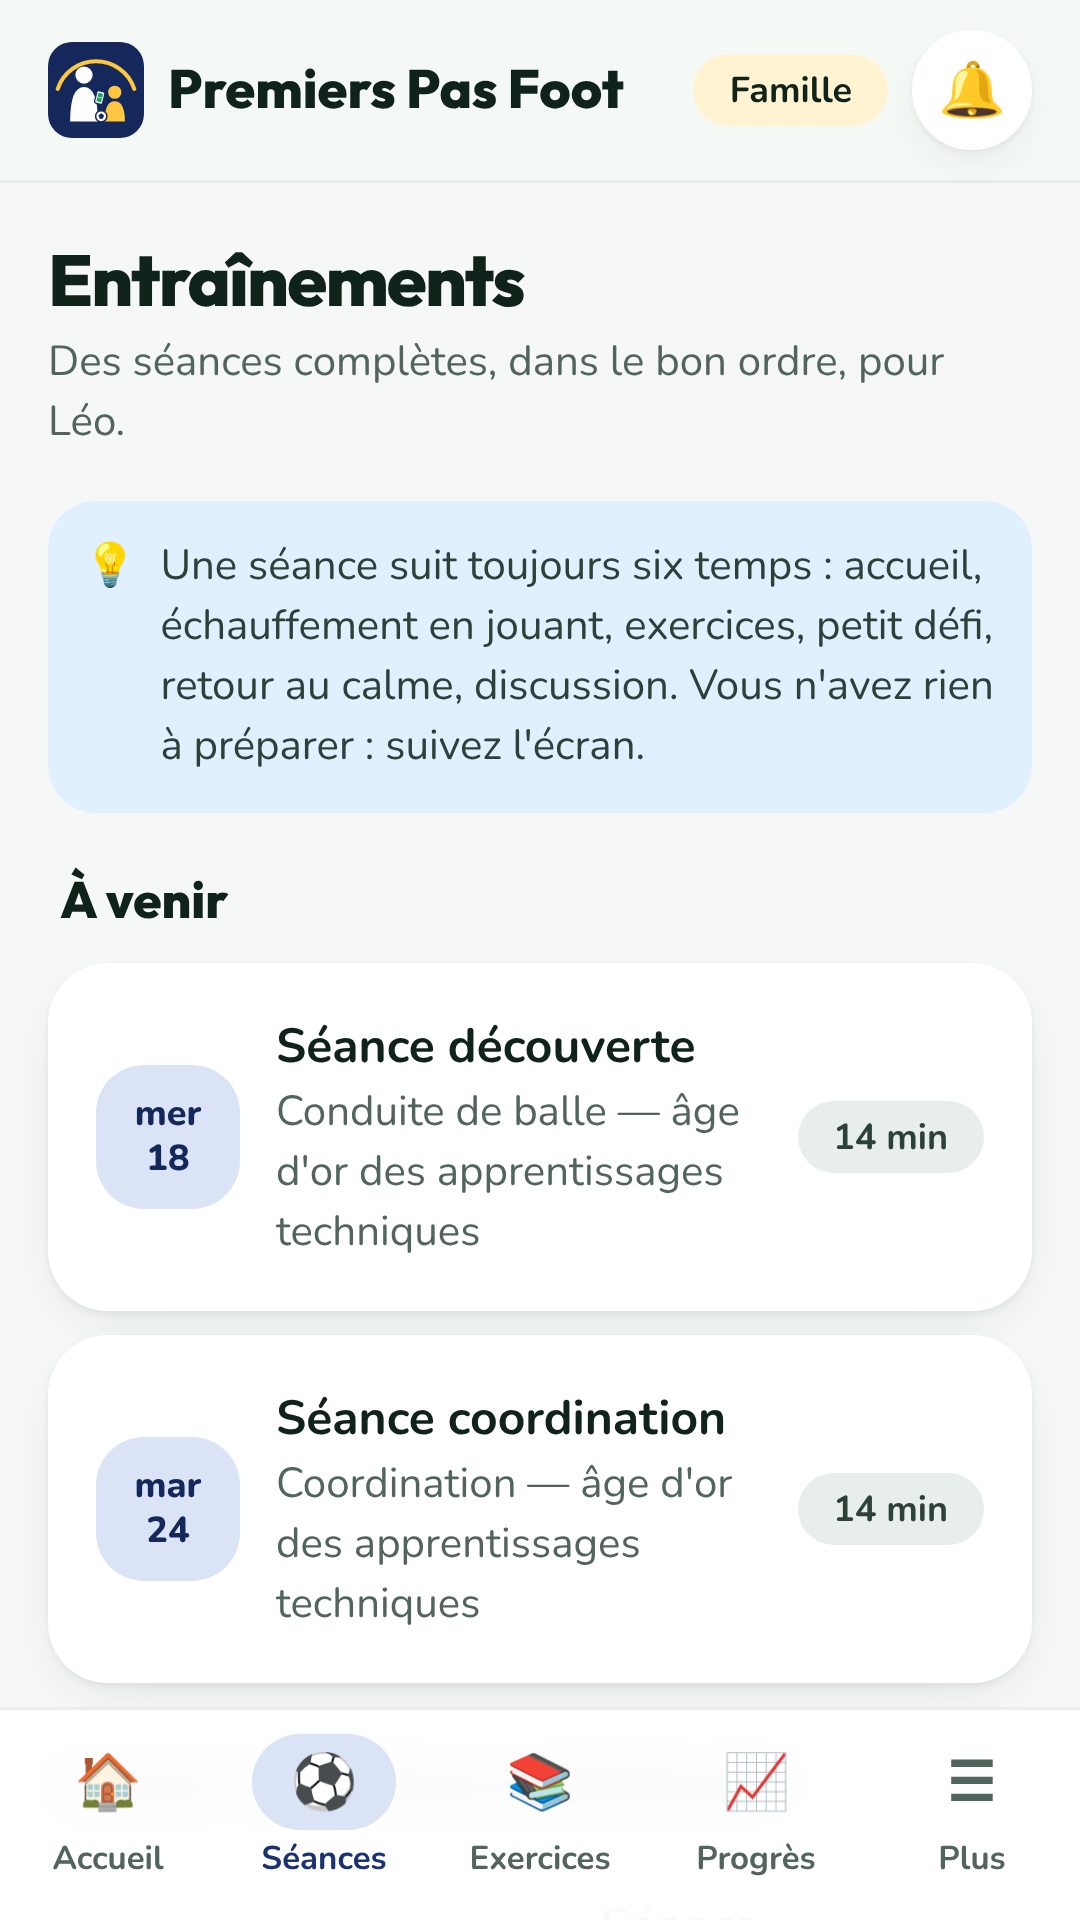 Premiers Pas Foot
Famille
Entraînements
Des séances complètes, dans le bon ordre, pour
Léo.
Une séance suit toujours six temps : accueil,
échauffement en jouant, exercices, petit défi,
retour au calme, discussion. Vous n'avez rien
à préparer : suivez l'écran.
À venir
mer
18
Séance découverte
Conduite de balle — âge
d'or des apprentissages
techniques
14 min
mar
24
Séance coordination
Coordination — âge d'or
des apprentissages
techniques
14 min
Accueil
Séances
Exercices
Progrès
Plus